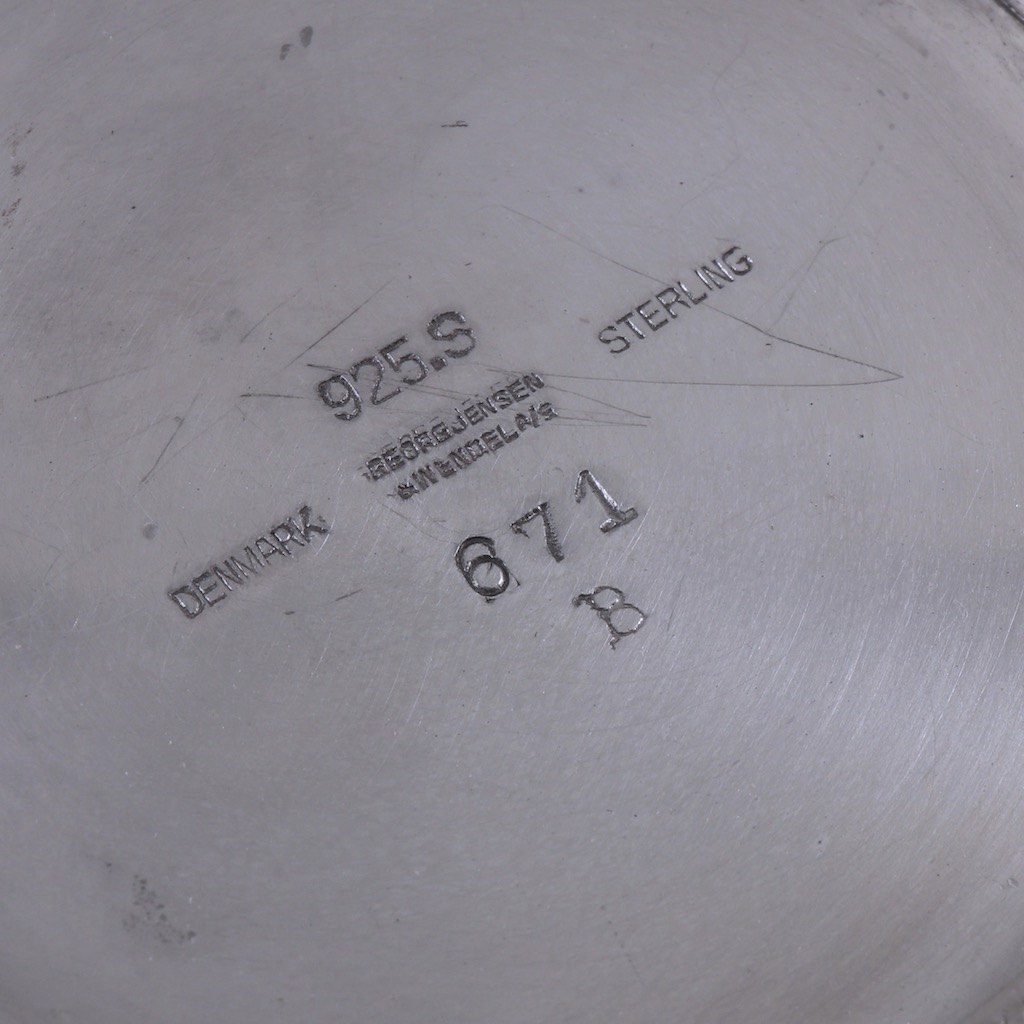 925.S
STERLING
GEORG JENSEN
& WENDEL A/S
DENMARK
671
B